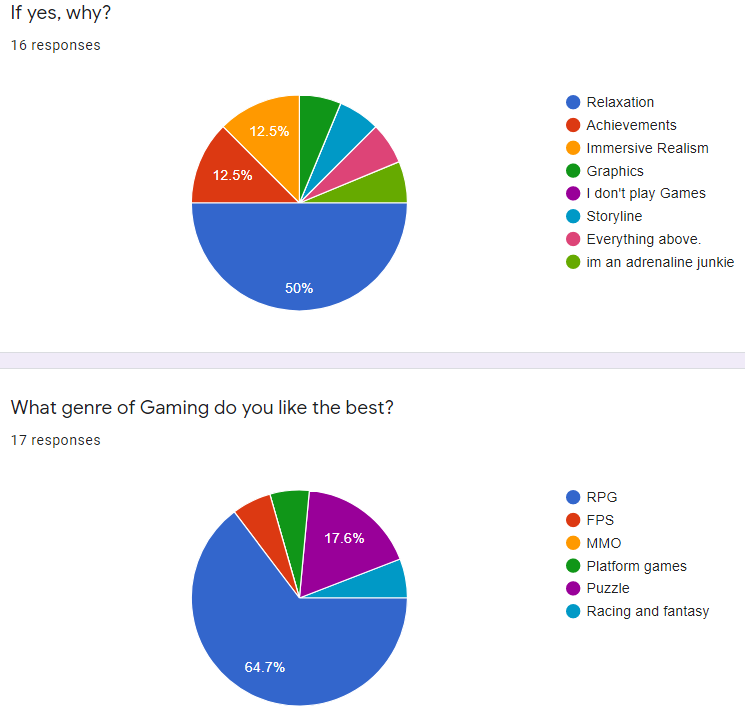 If yes, why?
16 responses
12.5%
12.5%
50%
Relaxation
Achievements
Immersive Realism
Graphics
I don't play Games
Storyline
Everything above.
im an adrenaline junkie
What genre of Gaming do you like the best?
17 responses
17.6%
64.7%
RPG
FPS
MMO
Platform games
Puzzle
Racing and fantasy